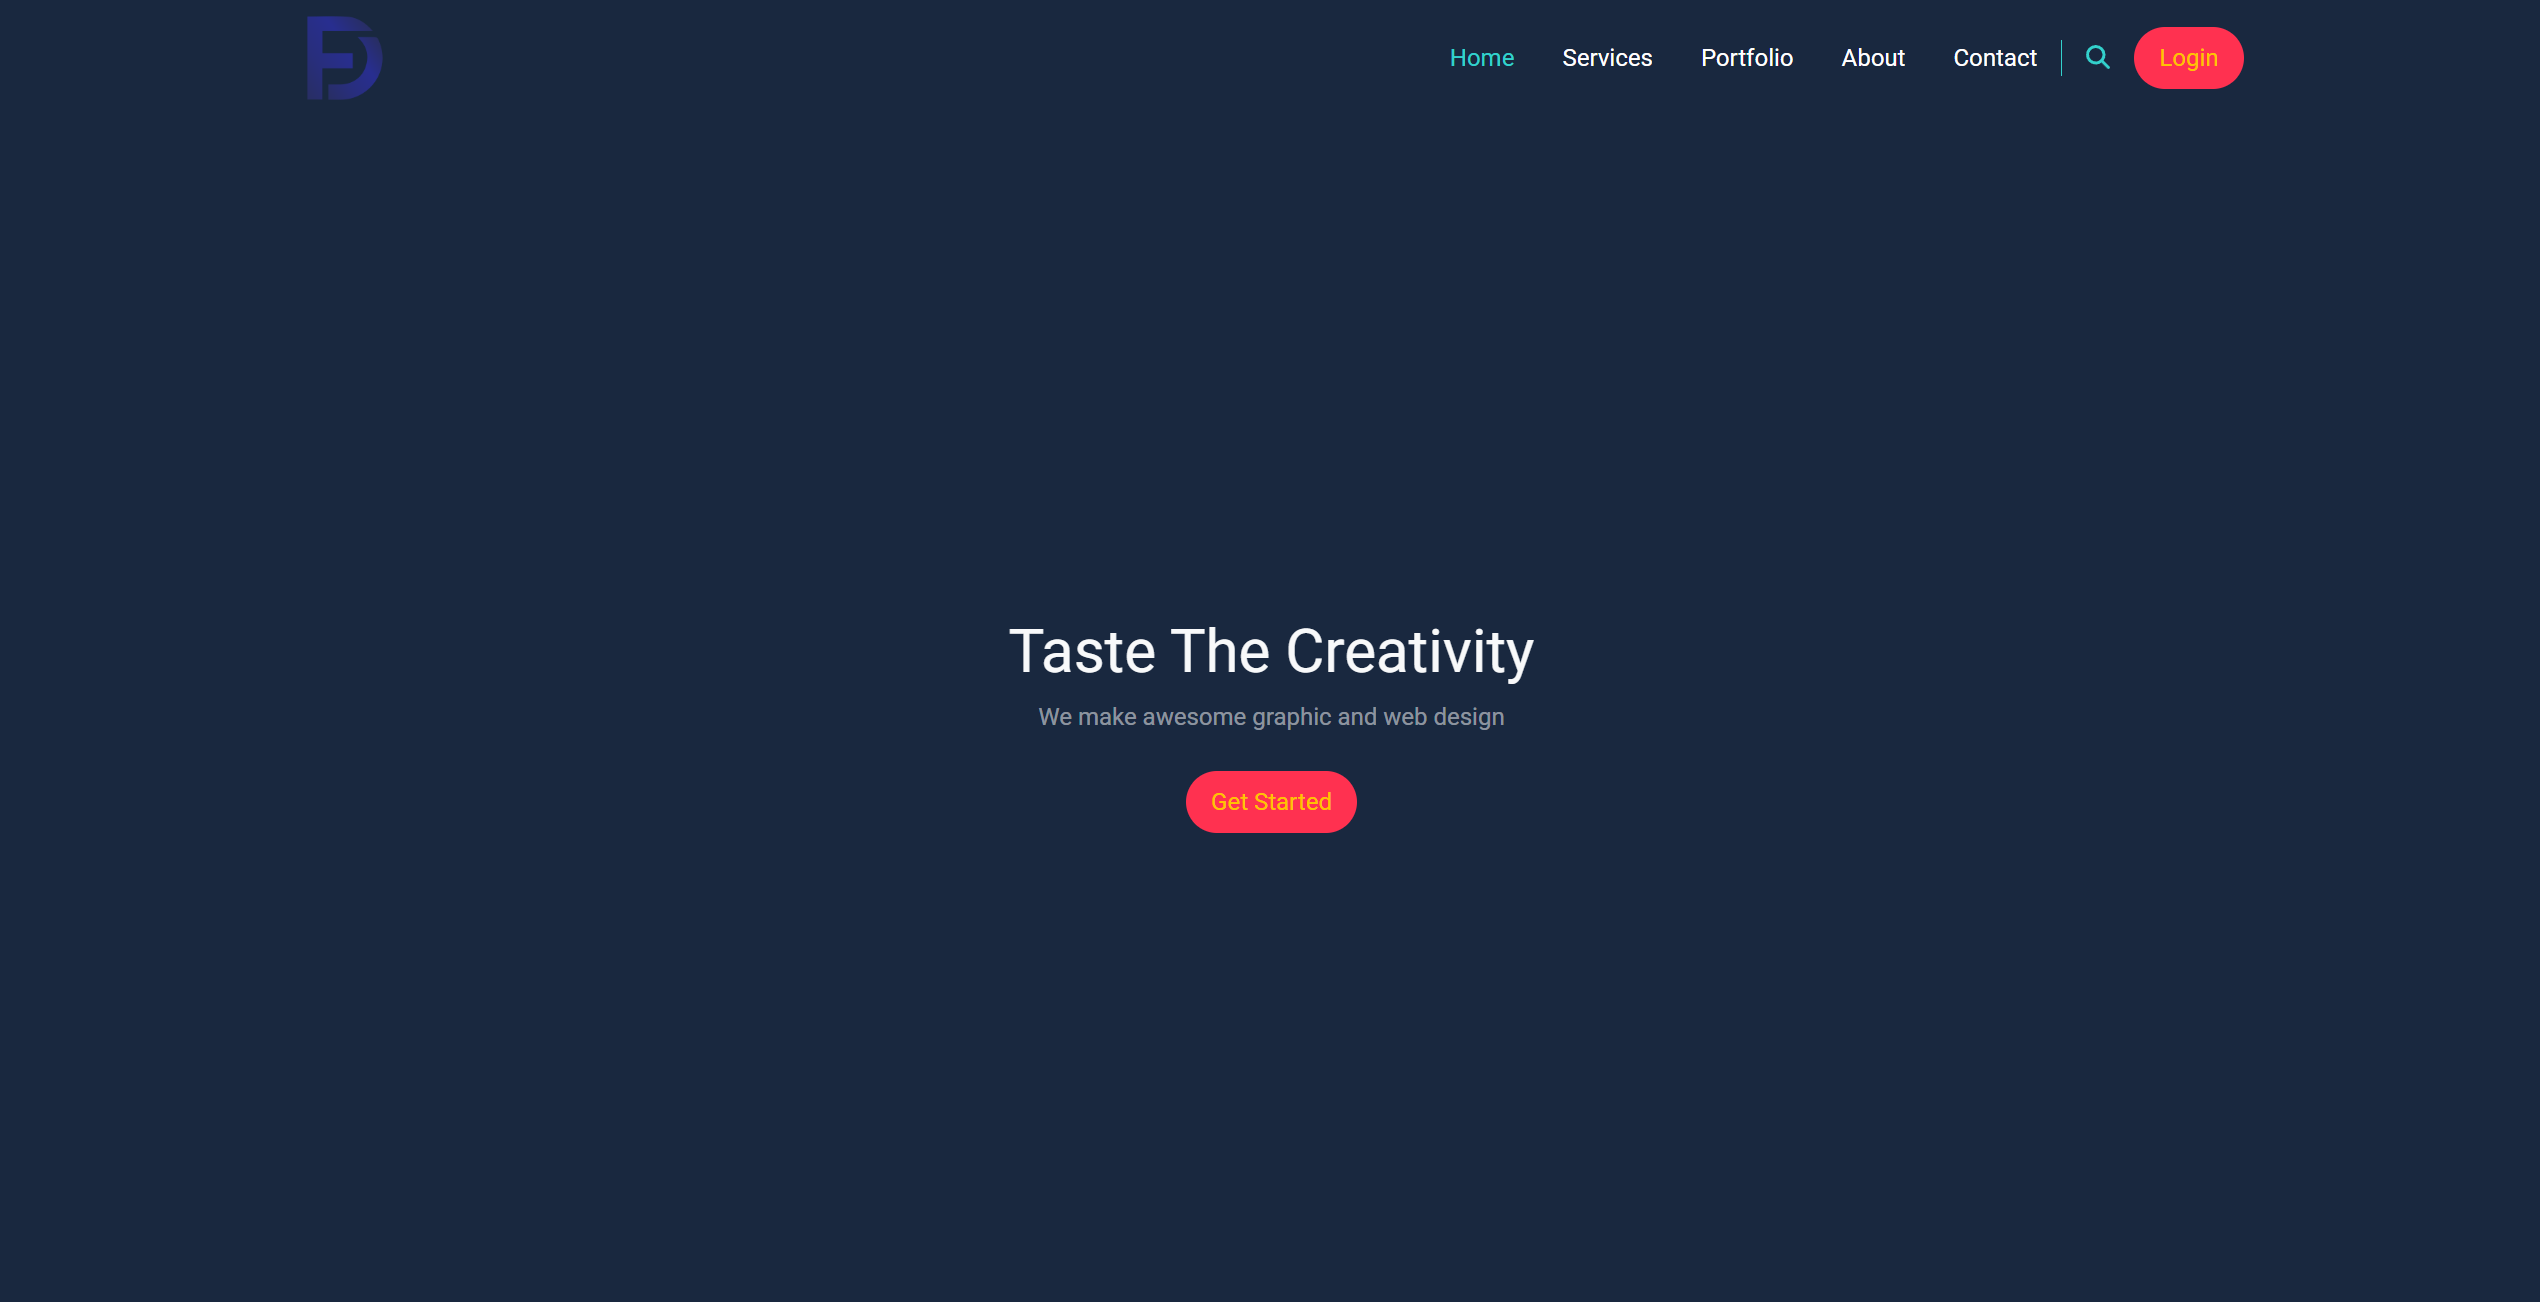 Home Services Portfolio About Contact Login
Taste The Creativity
We make awesome graphic and web design
Get Started